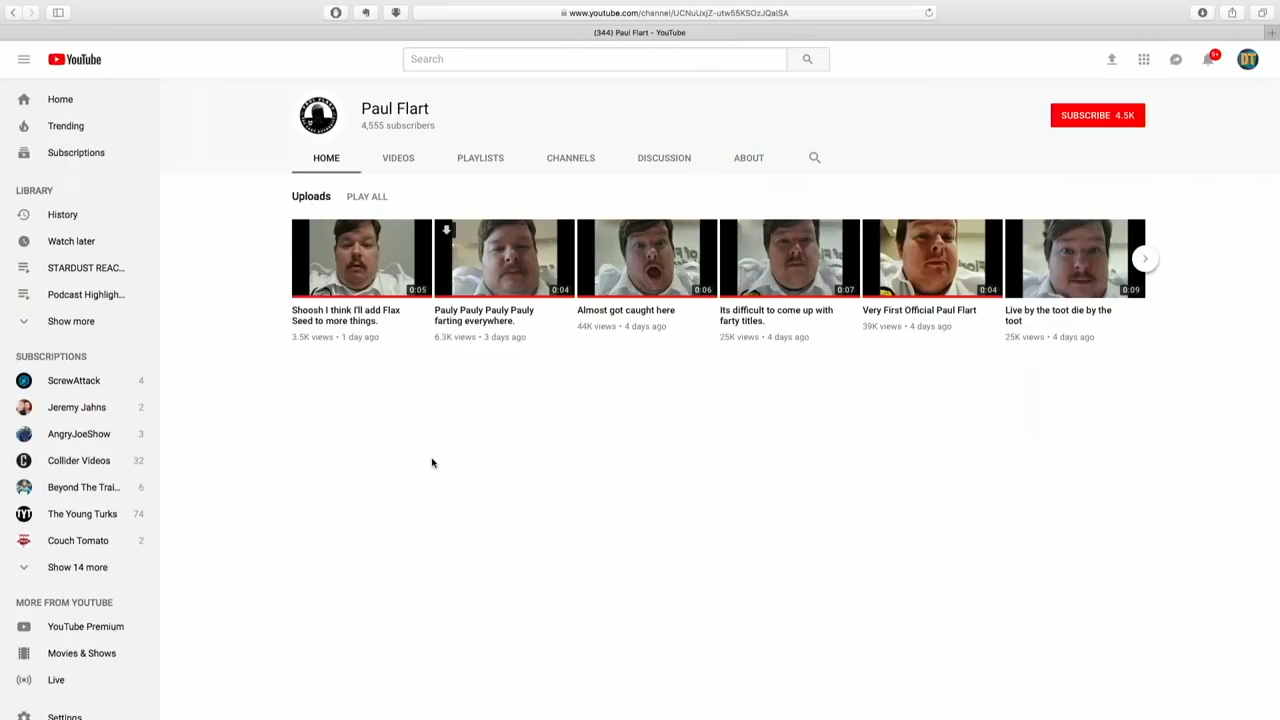 www.youtube.com/channel/UCNuUxjZ-utw55KSOzJQaISA
(344) Paul Flart - YouTube
YouTube
Search
9+
DT
Home
Trending
Subscriptions
LIBRARY
History
Watch later
STARDUST REAC...
Podcast Highligh...
Show more
SUBSCRIPTIONS
ScrewAttack 4
Jeremy Jahns 2
AngryJoeShow 3
Collider Videos 32
Beyond The Trai... 6
The Young Turks 74
Couch Tomato 2
Show 14 more
MORE FROM YOUTUBE
YouTube Premium
Movies & Shows
Live
Settings
Paul Flart
4,555 subscribers
SUBSCRIBE 4.5K
HOME VIDEOS PLAYLISTS CHANNELS DISCUSSION ABOUT
Uploads PLAY ALL
0:05 0:04 0:06 0:07 0:04 0:09
Shoosh I think I'll add Flax
Seed to more things.
3.5K views • 1 day ago
Pauly Pauly Pauly Pauly
farting everywhere.
6.3K views • 3 days ago
Almost got caught here
44K views • 4 days ago
Its difficult to come up with
farty titles.
25K views • 4 days ago
Very First Official Paul Flart
39K views • 4 days ago
Live by the toot die by the
toot
25K views • 4 days ago